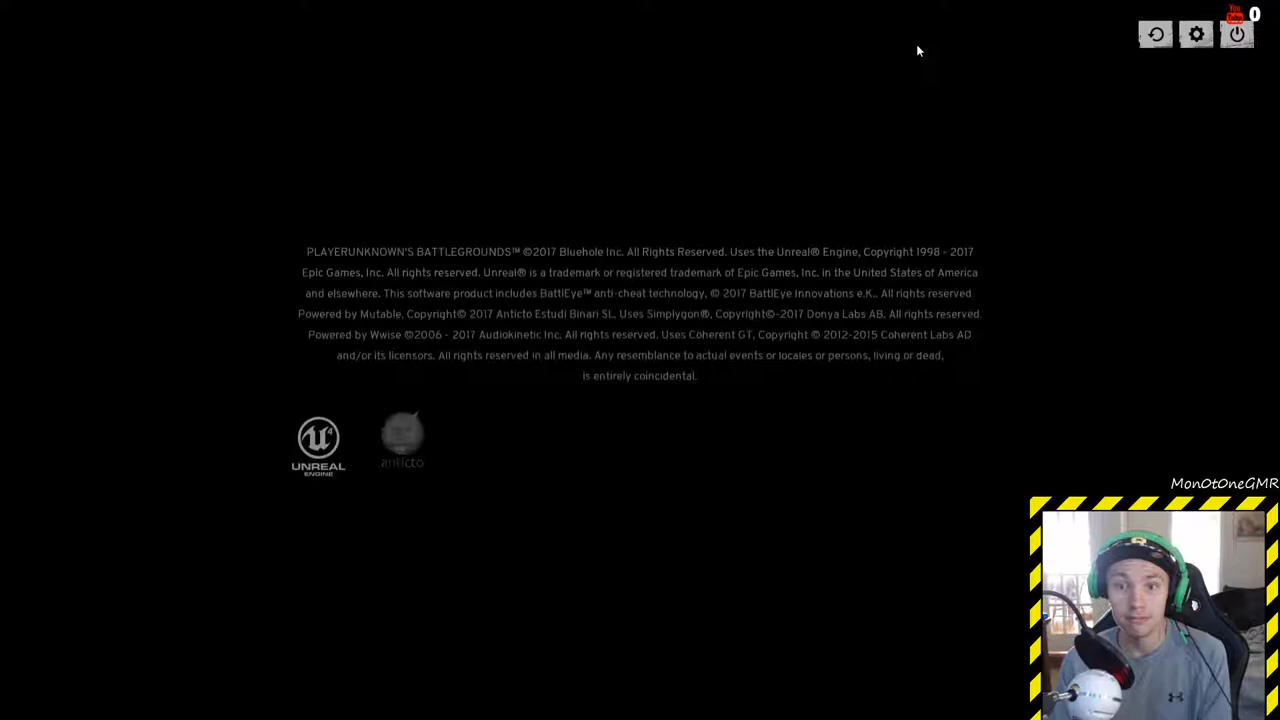 You
Tube 0
PLAYERUNKNOWN'S BATTLEGROUNDS™ ©2017 Bluehole Inc. All Rights Reserved. Uses the Unreal® Engine, Copyright 1998 - 2017
Epic Games, Inc. All rights reserved. Unreal® is a trademark or registered trademark of Epic Games, Inc. in the United States of America
and elsewhere. This software product includes BattlEye™ anti-cheat technology, © 2017 BattlEye Innovations e.K.. All rights reserved
Powered by Mutable, Copyright© 2017 Anticto Estudi Binari SL, Uses Simplygon®, Copyright©-2017 Donya Labs AB. All rights reserved.
Powered by Wwise ©2006 - 2017 Audiokinetic Inc. All rights reserved. Uses Coherent GT, Copyright © 2012-2015 Coherent Labs AD
and/or its licensors. All rights reserved in all media. Any resemblance to actual events or locales or persons, living or dead,
is entirely coincidental.
UNREAL
ENGINE
anticto
MonOtOneGMR